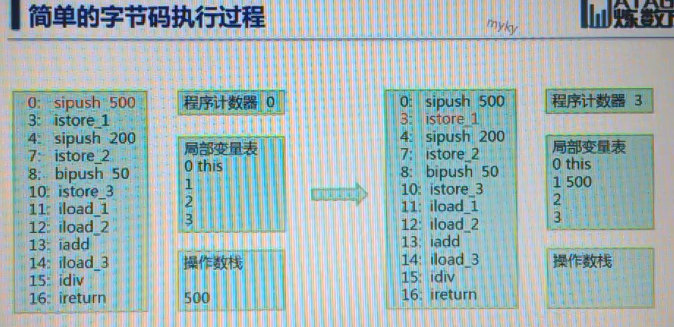 简单的字节码执行过程
myky
0: sipush 500
3: istore_1
4: sipush 200
7: istore_2
8: bipush 50
10: istore_3
11: iload_1
12: iload_2
13: iadd
14: iload_3
15: idiv
16: ireturn
程序计数器 0
局部变量表
0 this
1
2
3
操作数栈
500
0: sipush 500
3: istore_1
4: sipush 200
7: istore_2
8: bipush 50
10: istore_3
11: iload_1
12: iload_2
13: iadd
14: iload_3
15: idiv
16: ireturn
程序计数器 3
局部变量表
0 this
1 500
2
3
操作数栈